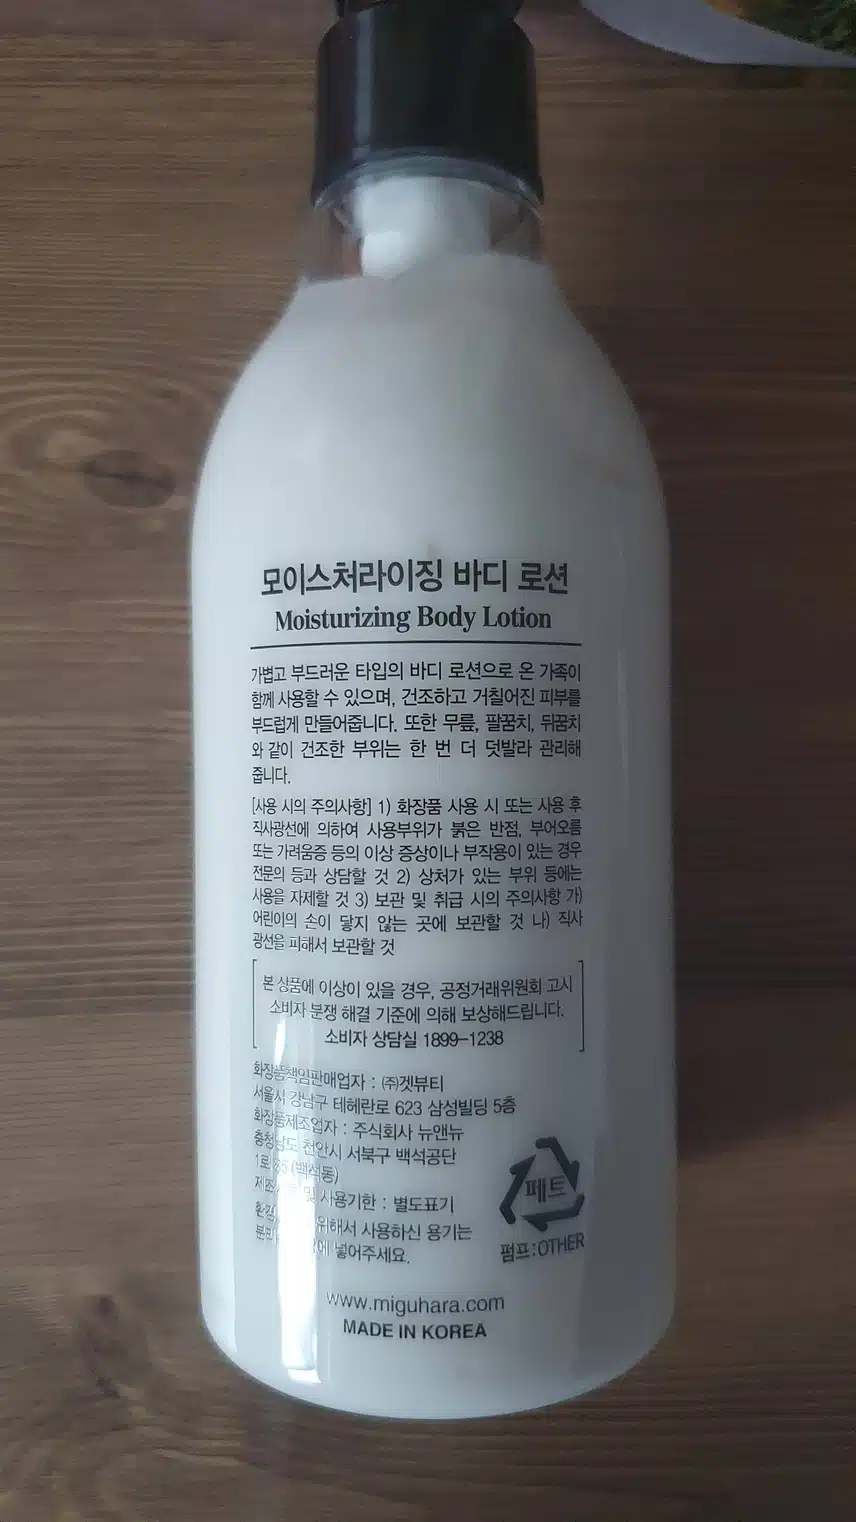 모이스처라이징 바디 로션
Moisturizing Body Lotion
가볍고 부드러운 타입의 바디 로션으로 온 가족이
함께 사용할 수 있으며, 건조하고 거칠어진 피부를
부드럽게 만들어줍니다. 또한 무릎, 팔꿈치, 뒤꿈치
와 같이 건조한 부위는 한 번 더 덧발라 관리해
줍니다.
[사용 시의 주의사항] 1) 화장품 사용 시 또는 사용 후
직사광선에 의하여 사용부위가 붉은 반점, 부어오름
또는 가려움증 등의 이상 증상이나 부작용이 있는 경우
전문의 등과 상담할 것 2) 상처가 있는 부위 등에는
사용을 자제할 것 3) 보관 및 취급 시의 주의사항 가)
어린이의 손이 닿지 않는 곳에 보관할 것 나) 직사
광선을 피해서 보관할 것
본 상품에 이상이 있을 경우, 공정거래위원회 고시
소비자 분쟁 해결 기준에 의해 보상해드립니다.
소비자 상담실 1899-1238
화장품책임판매업자 : ㈜겟뷰티
서울시 강남구 테헤란로 623 삼성빌딩 5층
화장품제조업자 : 주식회사 뉴앤뉴
충청남도 천안시 서북구 백석공단
1로 (백석동)
및 사용기한 : 별도표기
위해서 사용하신 용기는
넣어주세요.
페트
펌프:OTHER
www.miguhara.com
MADE IN KOREA